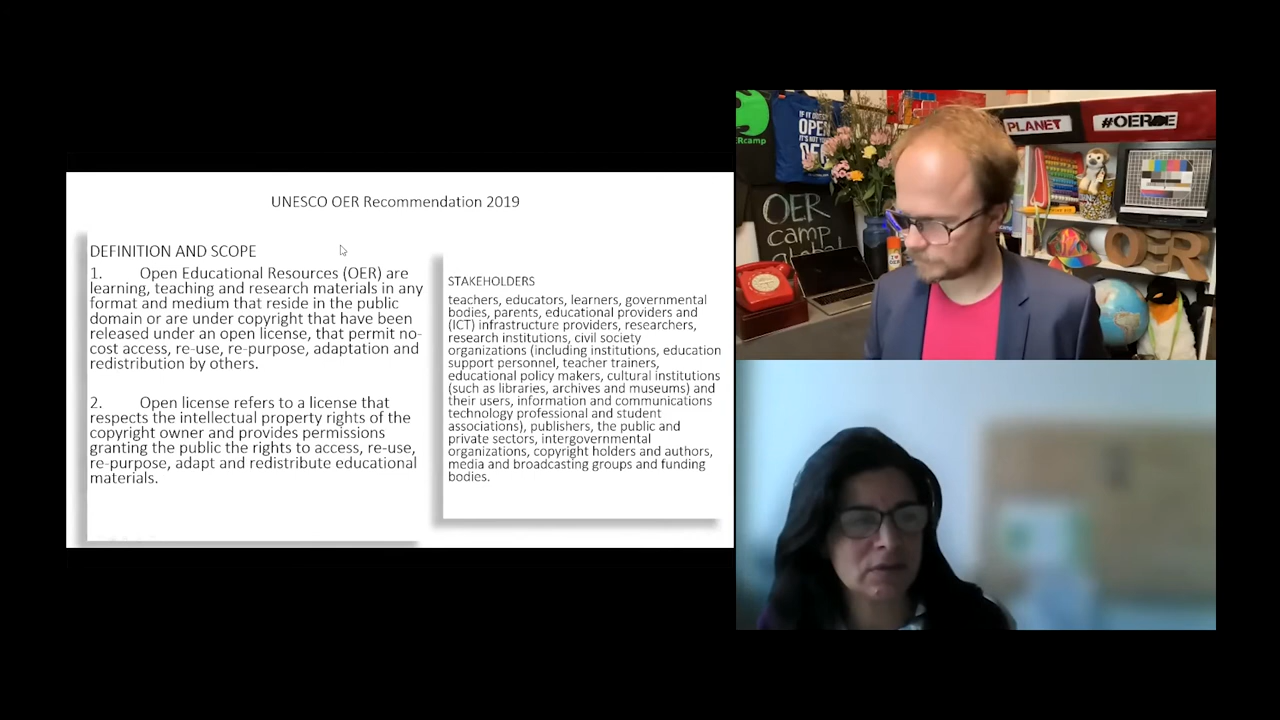 UNESCO OER Recommendation 2019
DEFINITION AND SCOPE
1. Open Educational Resources (OER) are
learning, teaching and research materials in any
format and medium that reside in the public
domain or are under copyright that have been
released under an open license, that permit no-
cost access, re-use, re-purpose, adaptation and
redistribution by others.
2. Open license refers to a license that
respects the intellectual property rights of the
copyright owner and provides permissions
granting the public the rights to access, re-use,
re-purpose, adapt and redistribute educational
materials.
STAKEHOLDERS
teachers, educators, learners, governmental
bodies, parents, educational providers and
(ICT) infrastructure providers, researchers,
research institutions, civil society
organizations (including institutions, education
support personnel, teacher trainers,
educational policy makers, cultural institutions
(such as libraries, archives and museums) and
their users, information and communications
technology professional and student
associations), publishers, the public and
private sectors, intergovernmental
organizations, copyright holders and authors,
media and broadcasting groups and funding
bodies.
ERcamp
IF IT
OPEN
IT'S NOT
PLANET
#OERDE
OER
camp
global
OER